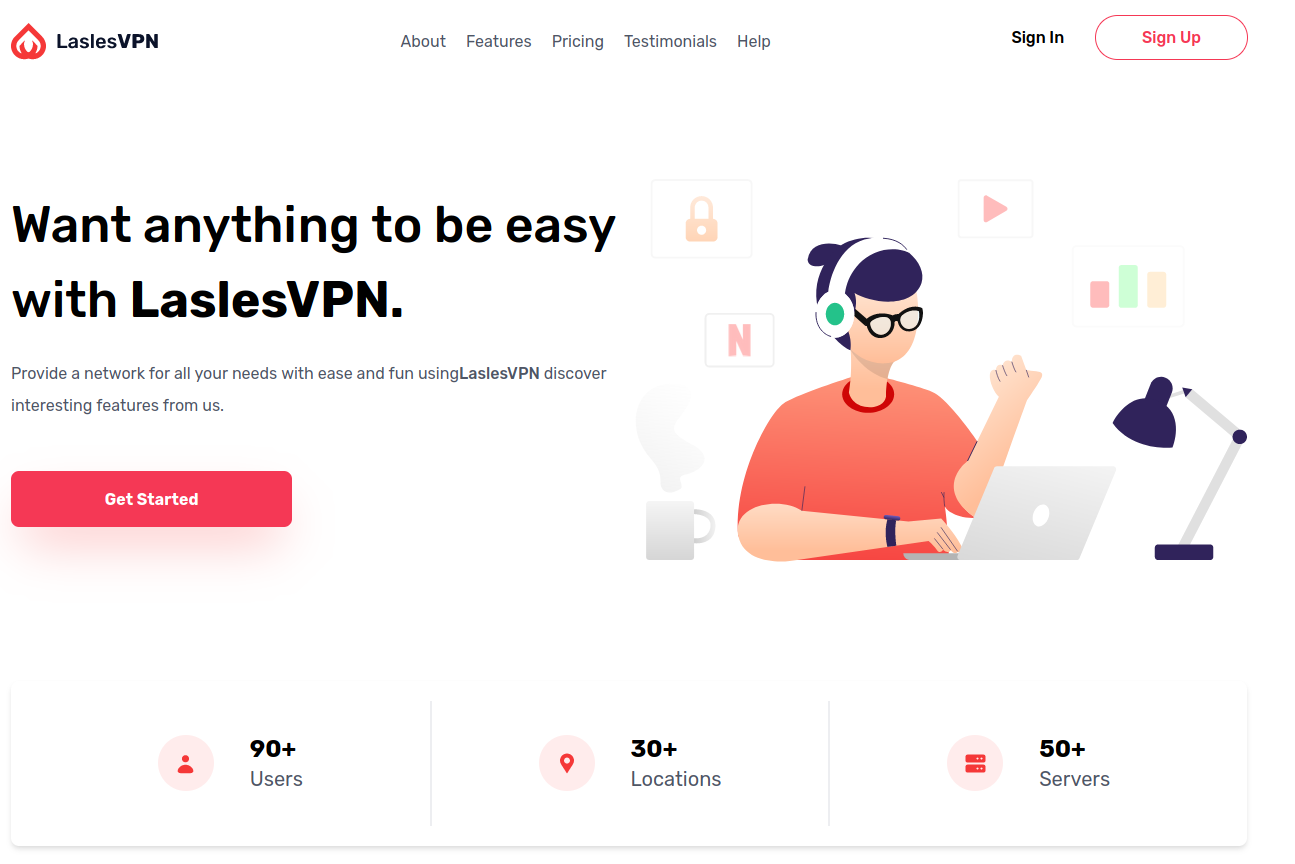 LaslesVPN
About Features Pricing Testimonials Help
Sign In
Sign Up
Want anything to be easy
with LaslesVPN.
Provide a network for all your needs with ease and fun usingLaslesVPN discover
interesting features from us.
Get Started
N
90+
Users
30+
Locations
50+
Servers